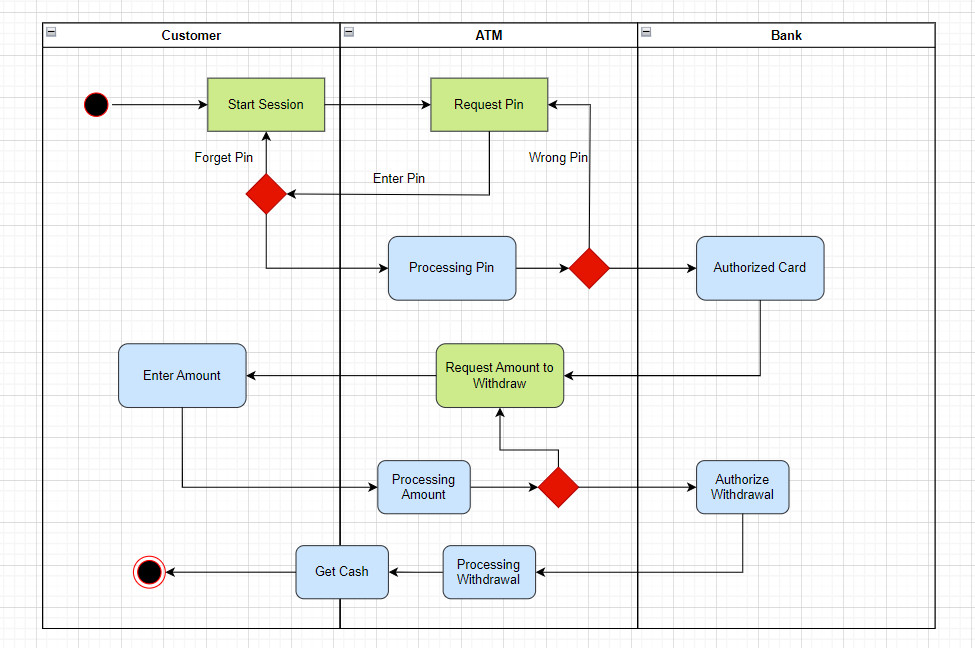 Customer
ATM
Bank
Start Session
Request Pin
Forget Pin
Wrong Pin
Enter Pin
Processing Pin
Authorized Card
Enter Amount
Request Amount to
Withdraw
Processing
Amount
Authorize
Withdrawal
Get Cash
Processing
Withdrawal